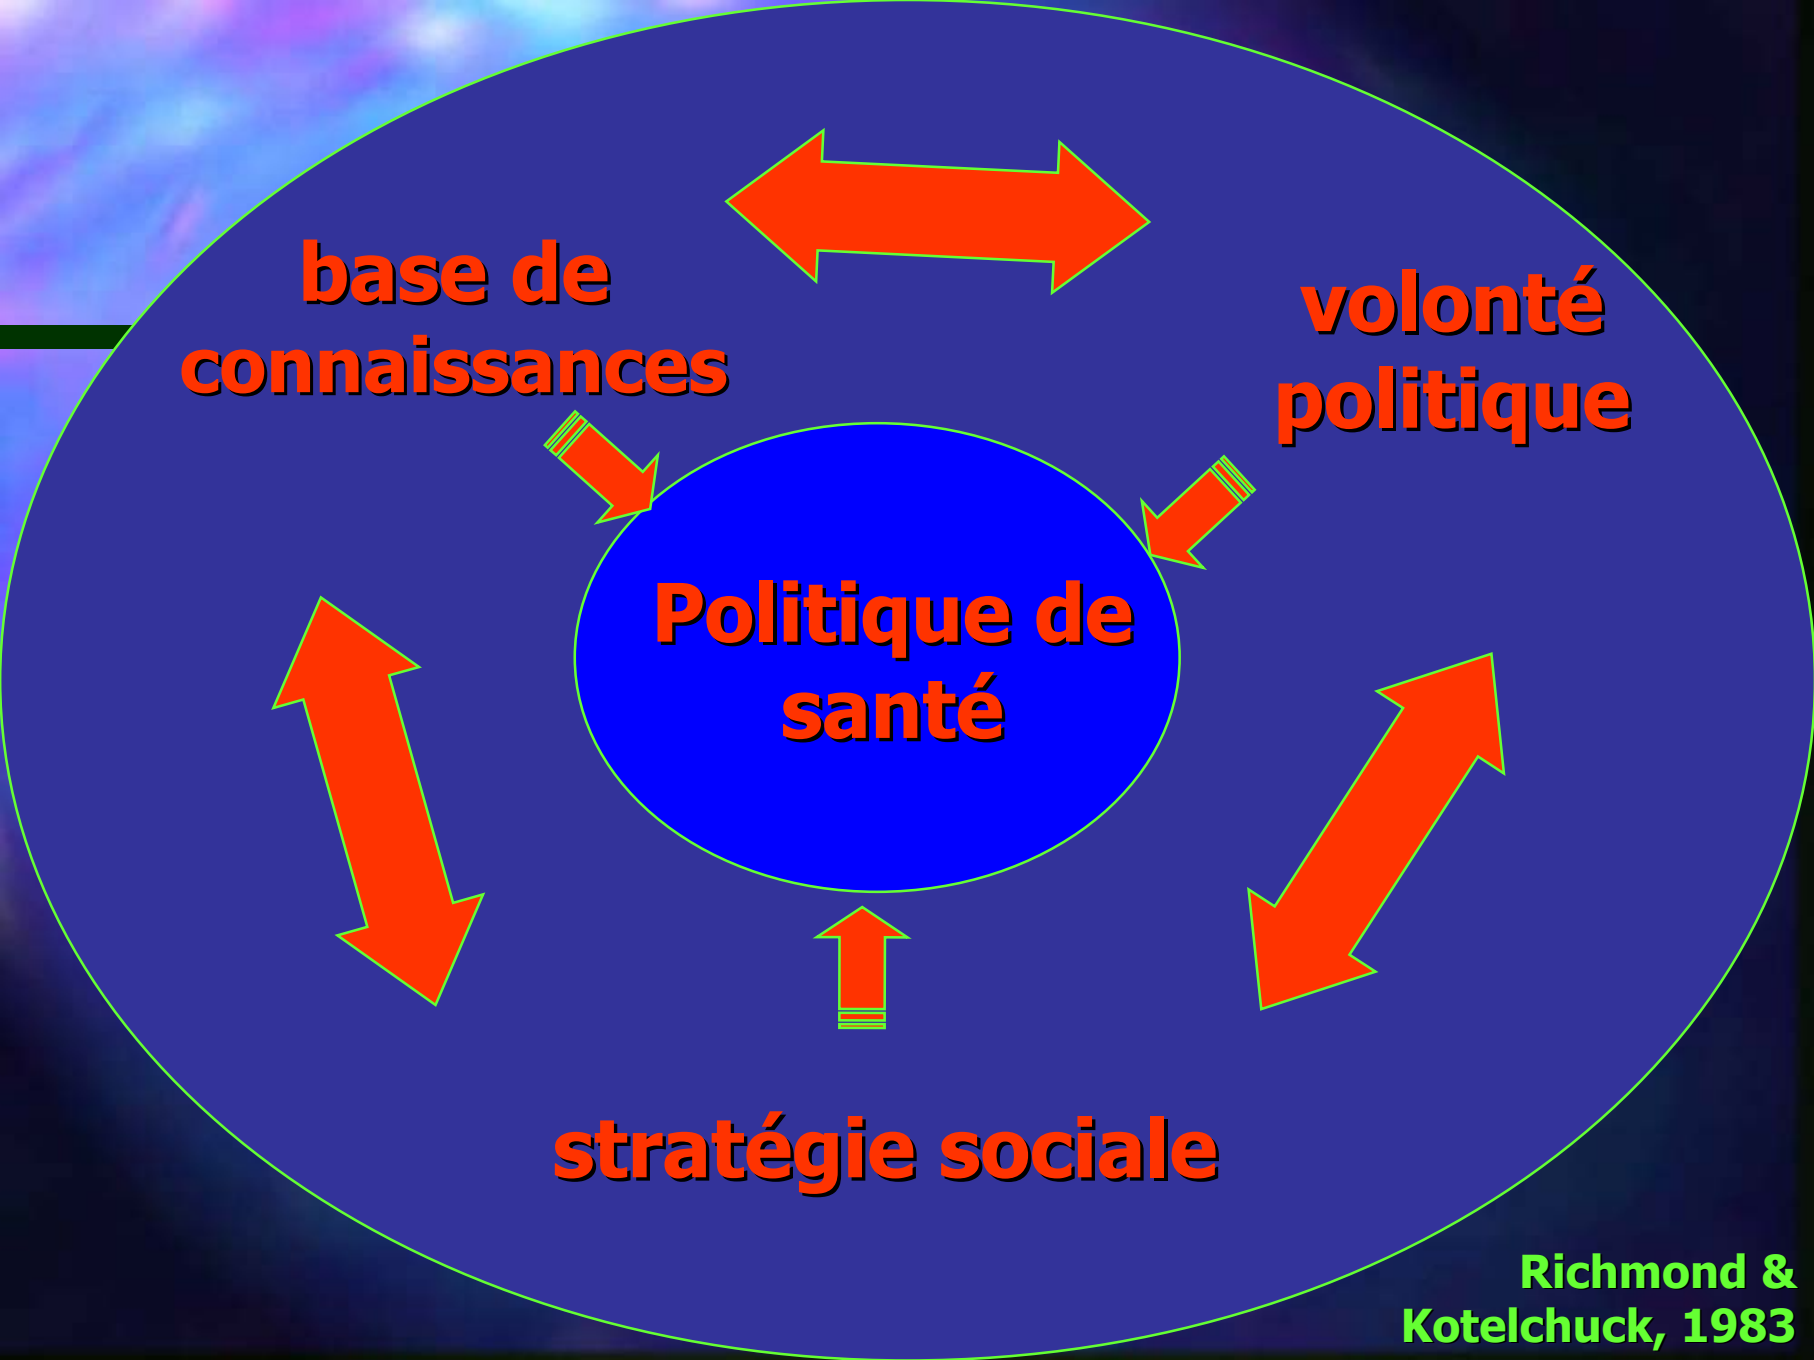 base de
connaissances
volonté
politique
Politique de
santé
stratégie sociale
Richmond &
Kotelchuck, 1983